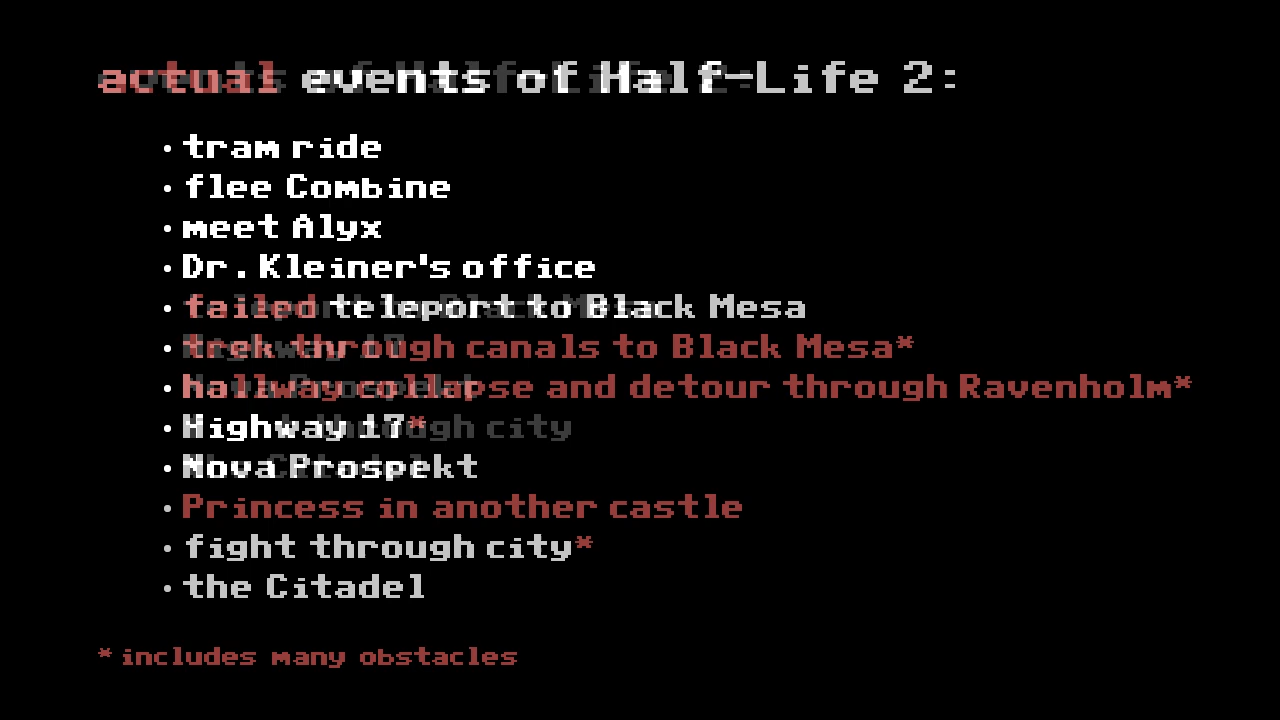 actual events of Half-Life 2:
• tram ride
• flee Combine
• meet Alyx
• Dr. Kleiner's office
• failed teleport to Black Mesa
• trek through canals to Black Mesa*
• hallway collapse and detour through Ravenholm*
• Highway 17*
• Nova Prospekt
• Princess in another castle
• fight through city*
• the Citadel
* includes many obstacles